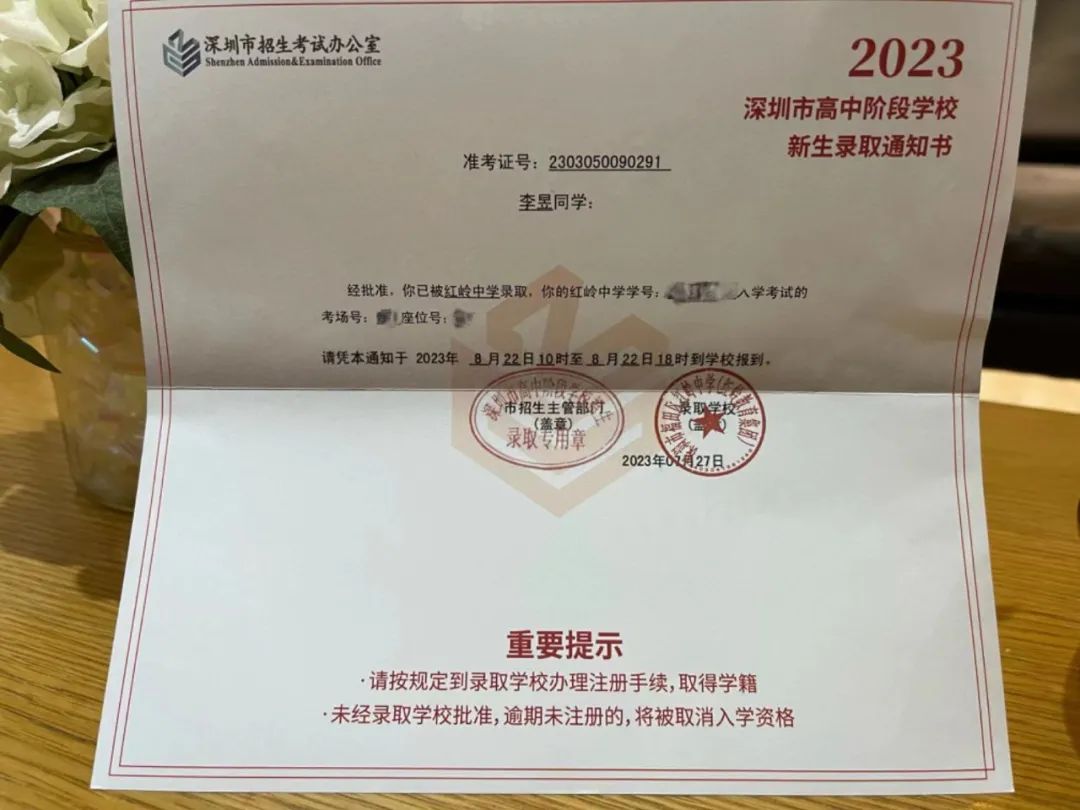 深圳市招生考试办公室
Shenzhen Admission&Examination Office
2023
深圳市高中阶段学校
新生录取通知书
准考证号：2303050090291
李昱同学：
经批准，你已被红岭中学录取，你的红岭中学学号：入学考试的
考场号：座位号：
请凭本通知于 2023年 8月22日10时至 8月22日18时到学校报到。
深圳市高中阶段学校
市招生主管部门
(盖章)
录取专用章
录取学校
2023年07月27日
重要提示
·请按规定到录取学校办理注册手续，取得学籍
·未经录取学校批准，逾期未注册的，将被取消入学资格